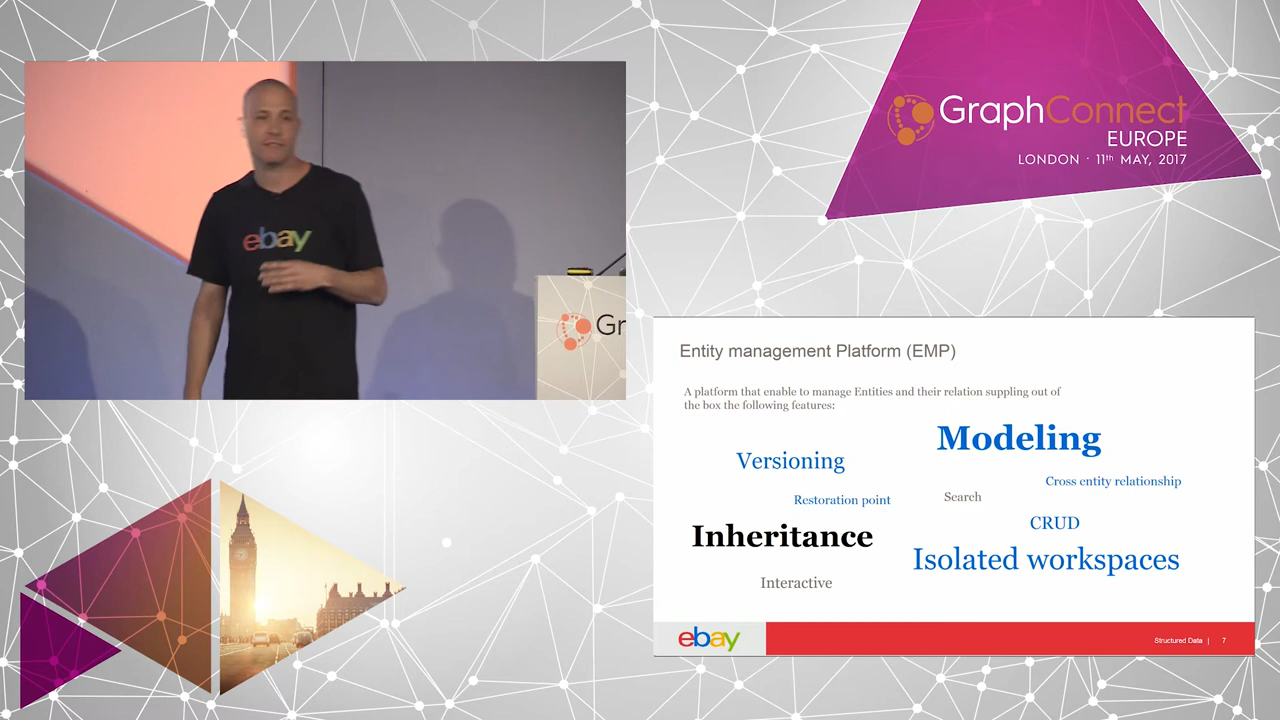 GraphConnect
EUROPE
LONDON · 11th MAY, 2017
ebay
Gr
Entity management Platform (EMP)
A platform that enable to manage Entities and their relation suppling out of
the box the following features:
Modeling
Versioning
Cross entity relationship
Restoration point
Search
CRUD
Inheritance
Isolated workspaces
Interactive
ebay
Structured Data | 7